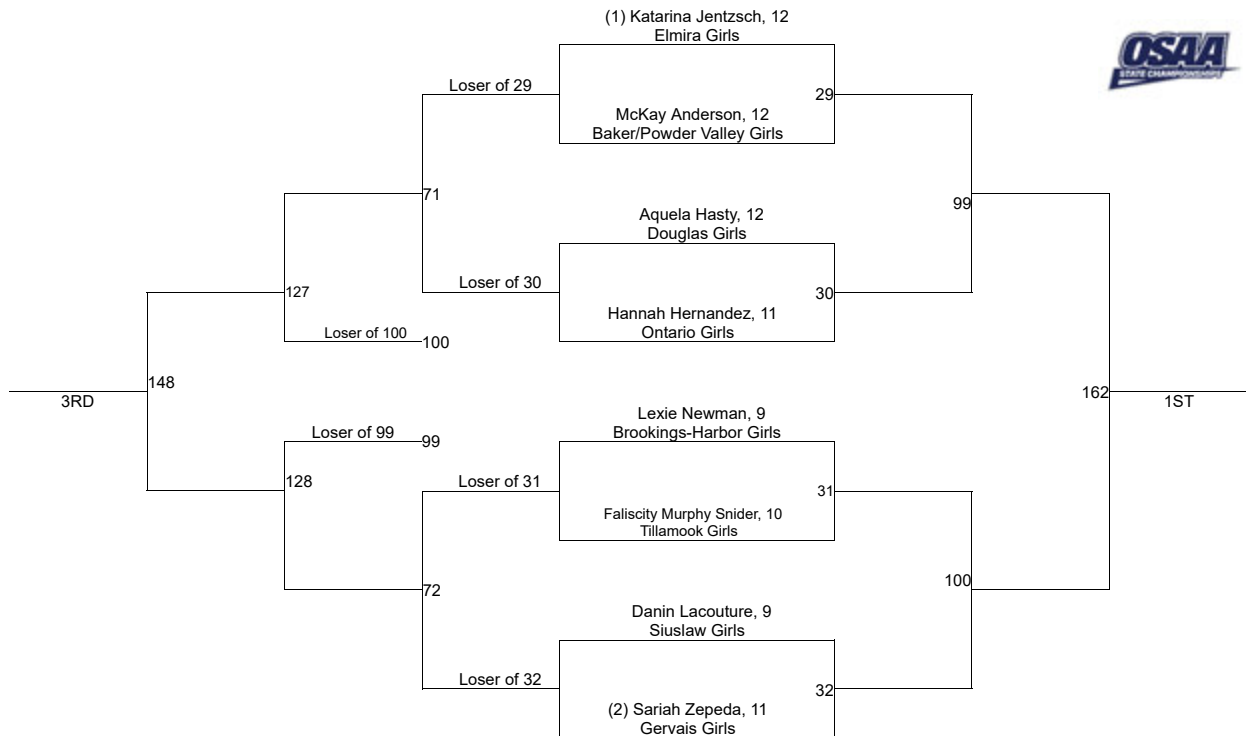 (1) Katarina Jentzsch, 12
Elmira Girls
OSAA
STATE CHAMPIONSHIPS
Loser of 29
29
McKay Anderson, 12
Baker/Powder Valley Girls
71
99
Aquela Hasty, 12
Douglas Girls
Loser of 30
30
127
Hannah Hernandez, 11
Ontario Girls
Loser of 100
100
148
3RD
162
1ST
Lexie Newman, 9
Brookings-Harbor Girls
Loser of 99
99
128
Loser of 31
31
Faliscity Murphy Snider, 10
Tillamook Girls
72
100
Danin Lacouture, 9
Siuslaw Girls
Loser of 32
32
(2) Sariah Zepeda, 11
Gervais Girls